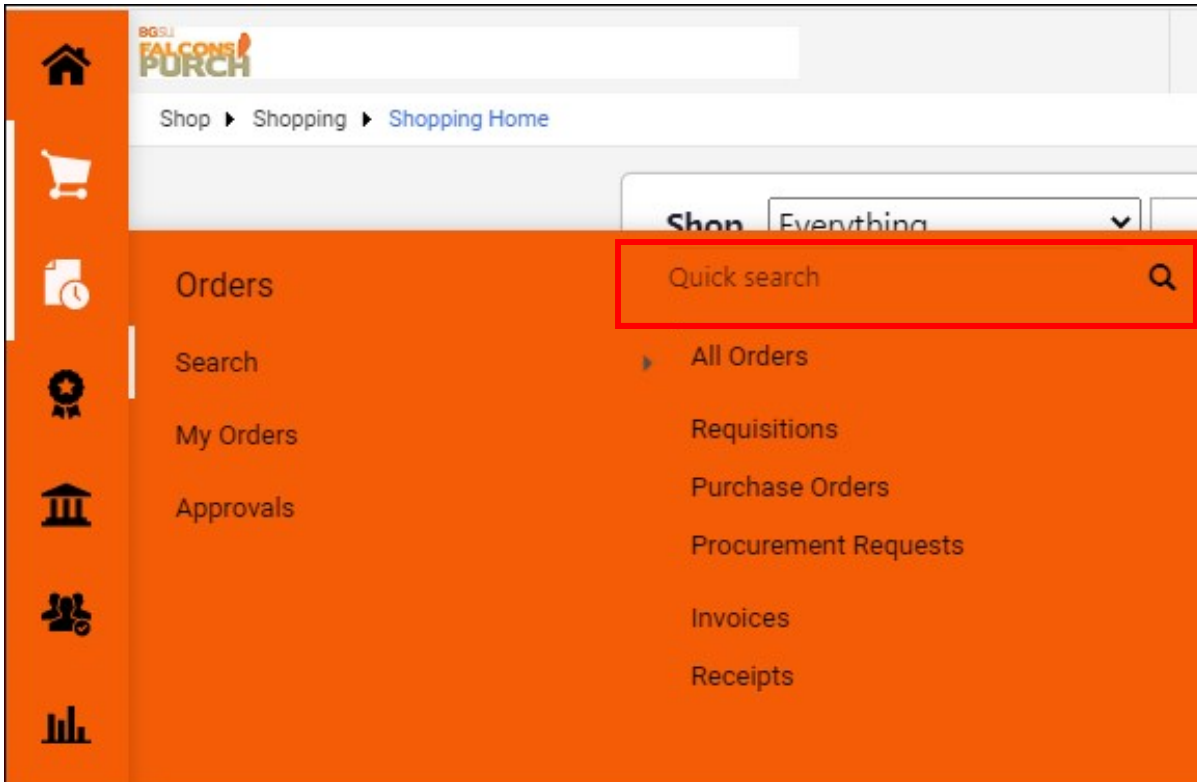 BGSU
FALCONS
PURCH
Shop Shopping Shopping Home
Shop Everything
Orders
Search
My Orders
Approvals
Quick search
All Orders
Requisitions
Purchase Orders
Procurement Requests
Invoices
Receipts